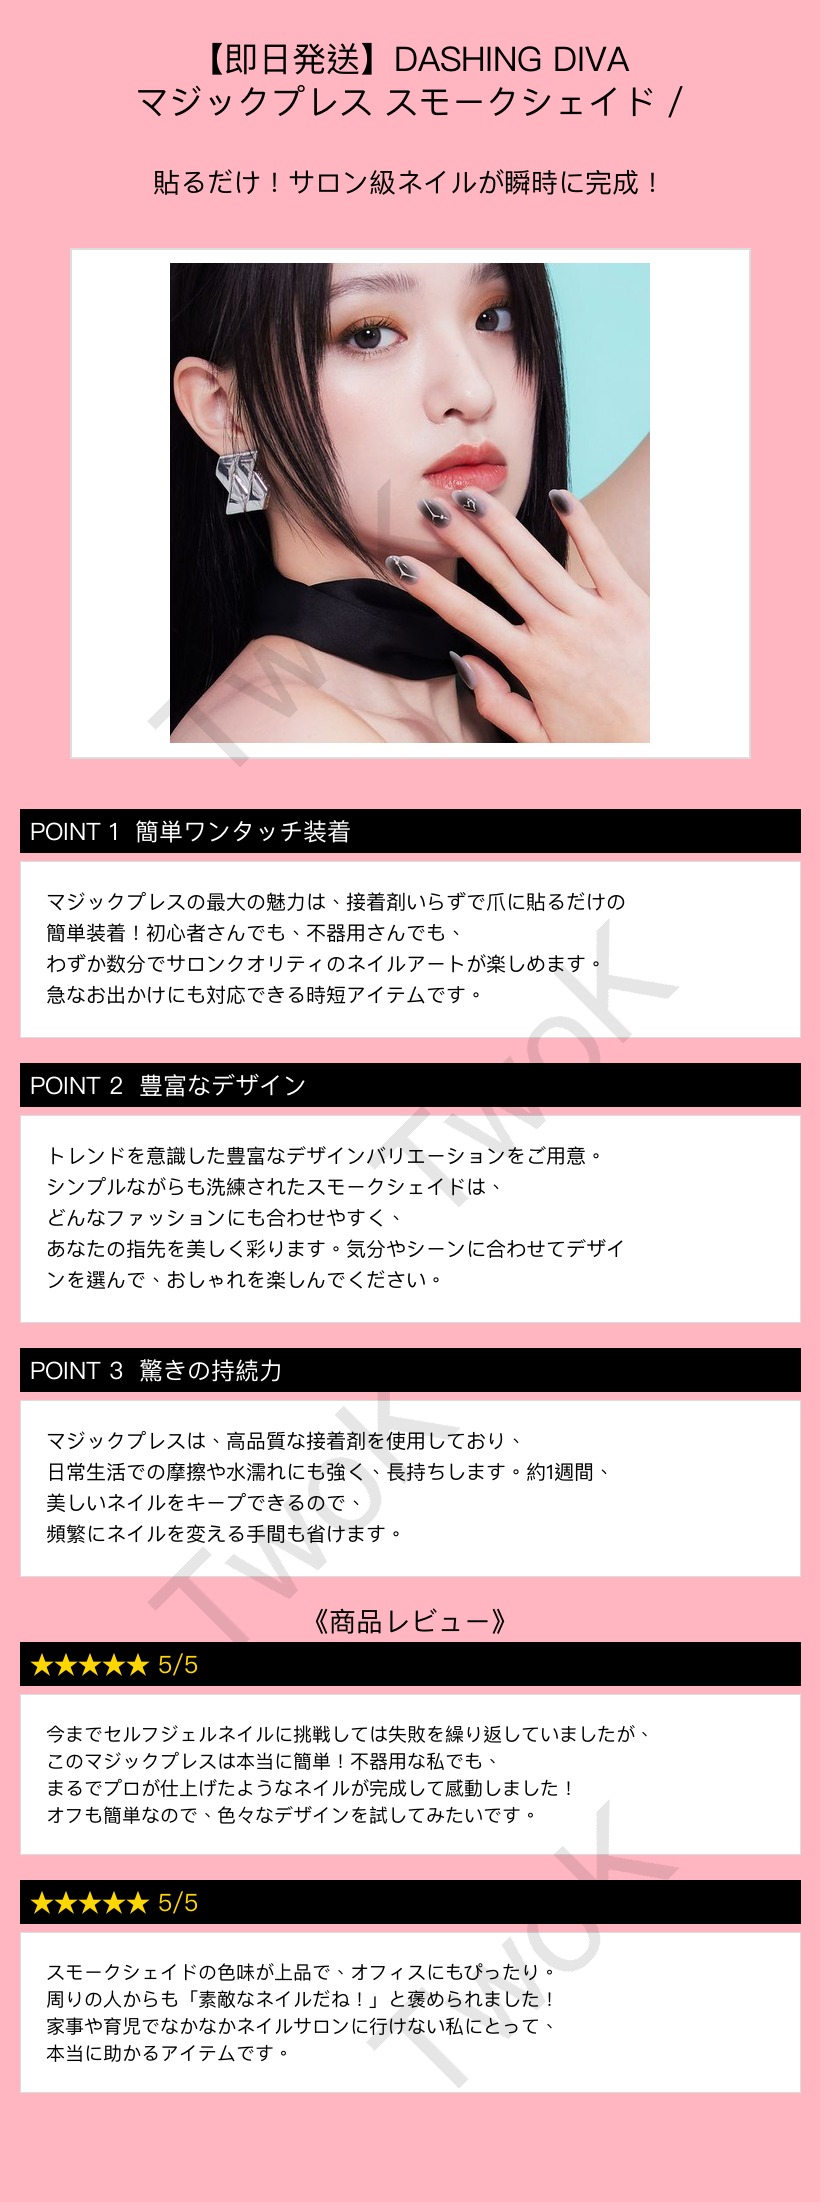 【即日発送】DASHING DIVA
マジックプレス スモークシェイド /
貼るだけ！サロン級ネイルが瞬時に完成！
POINT 1 簡単ワンタッチ装着
マジックプレスの最大の魅力は、接着剤いらずで爪に貼るだけの
簡単装着！初心者さんでも、不器用さんでも、
わずか数分でサロンクオリティのネイルアートが楽しめます。
急なお出かけにも対応できる時短アイテムです。
POINT 2 豊富なデザイン
トレンドを意識した豊富なデザインバリエーションをご用意。
シンプルながらも洗練されたスモークシェイドは、
どんなファッションにも合わせやすく、
あなたの指先を美しく彩ります。気分やシーンに合わせてデザイ
ンを選んで、おしゃれを楽しんでください。
POINT 3 驚きの持続力
マジックプレスは、高品質な接着剤を使用しており、
日常生活での摩擦や水濡れにも強く、長持ちします。約1週間、
美しいネイルをキープできるので、
頻繁にネイルを変える手間も省けます。
《商品レビュー》
★★★★★ 5/5
今までセルフジェルネイルに挑戦しては失敗を繰り返していましたが、
このマジックプレスは本当に簡単！不器用な私でも、
まるでプロが仕上げたようなネイルが完成して感動しました！
オフも簡単なので、色々なデザインを試してみたいです。
★★★★★ 5/5
スモークシェイドの色味が上品で、オフィスにもぴったり。
周りの人からも「素敵なネイルだね！」と褒められました！
家事や育児でなかなかネイルサロンに行けない私にとって、
本当に助かるアイテムです。
TwoK
TwoK
TwoK
TwoK